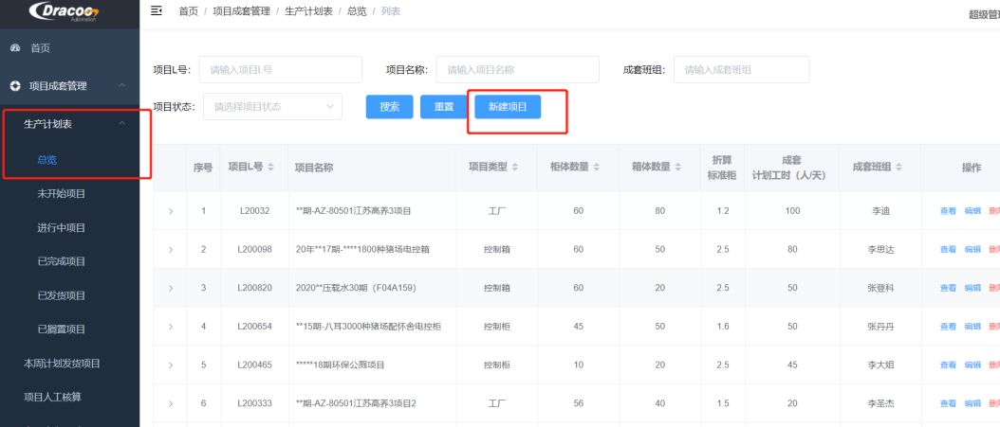 Dracoo
Automation
首页 / 项目成套管理 / 生产计划表 / 总览 / 列表
超级管
首页
项目成套管理
生产计划表
总览
未开始项目
进行中项目
已完成项目
已发货项目
已搁置项目
本周计划发货项目
项目人工核算
项目L号： 请输入项目L号 项目名称： 请输入项目名称 成套班组： 请输入成套班组
项目状态： 请选择项目状态 搜索 重置 新建项目
序号 项目L号 项目名称 项目类型 柜体数量 箱体数量 折算标准柜 成套计划工时（人/天） 成套班组 操作
1 L20032 **期-AZ-80501江苏高养3项目 工厂 60 80 1.2 100 李迪 查看 编辑
2 L200098 20年**17期-****1800种猪场电控箱 控制箱 60 50 2.5 80 李思达 查看 编辑
3 L200820 2020**压载水30期（F04A159） 控制箱 60 20 2.5 50 张登科 查看 编辑
4 L200654 **15期-八耳3000种猪场配怀舍电控柜 控制柜 45 50 1.6 50 张丹丹 查看 编辑
5 L200465 *****18期环保公厕项目 控制柜 10 20 2.5 45 李大姐 查看 编辑
6 L200333 **期-AZ-80501江苏高养3项目2 工厂 56 40 1.5 20 李圣杰 查看 编辑